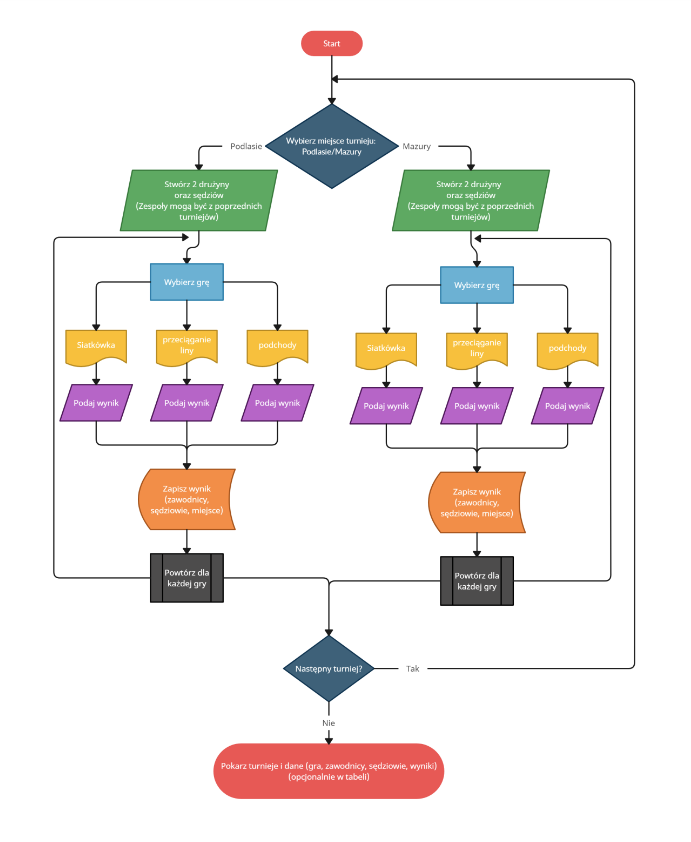 Start
Wybierz miejsce turnieju:
Podlasie/Mazury
Podlasie
Mazury
Stwórz 2 drużyny
oraz sędziów
(Zespoły mogą być z poprzednich
turniejów)
Stwórz 2 drużyny
oraz sędziów
(Zespoły mogą być z poprzednich
turniejów)
Wybierz grę
Wybierz grę
Siatkówka
przeciąganie
liny
podchody
Siatkówka
przeciąganie
liny
podchody
Podaj wynik
Podaj wynik
Podaj wynik
Podaj wynik
Podaj wynik
Podaj wynik
Zapisz wynik
(zawodnicy,
sędziowie, miejsce)
Zapisz wynik
(zawodnicy,
sędziowie, miejsce)
Powtórz dla
każdej gry
Powtórz dla
każdej gry
Następny turniej?
Tak
Nie
Pokarz turnieje i dane (gra, zawodnicy, sędziowie, wyniki)
(opcjonalnie w tabeli)